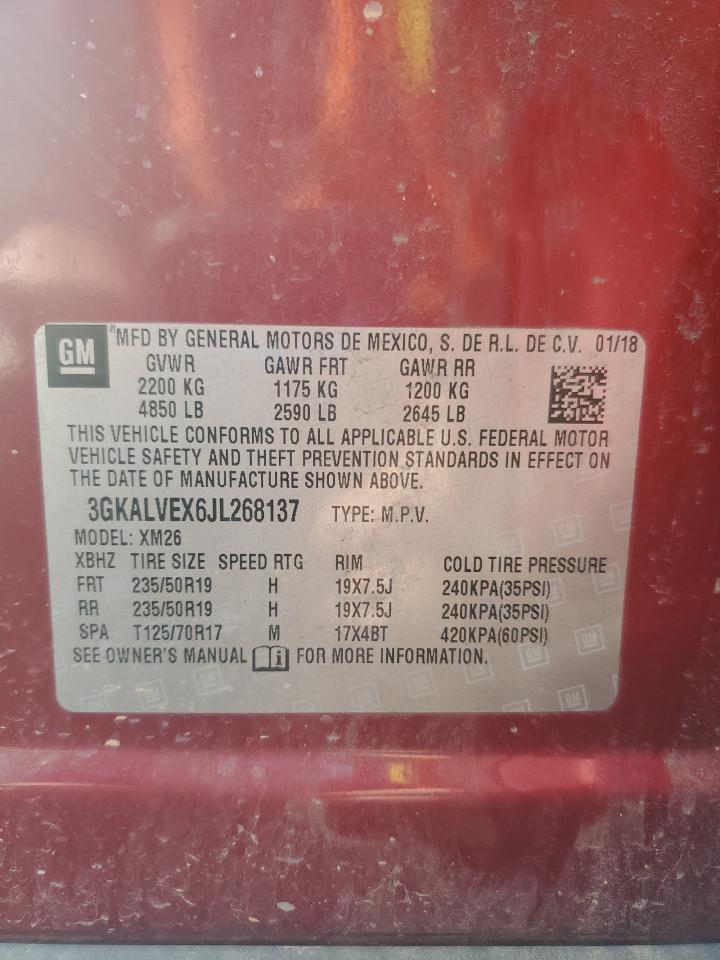 GM
®MFD BY GENERAL MOTORS DE MEXICO, S. DE R.L. DE C.V. 01/18
GVWR GAWR FRT GAWR RR
2200 KG 1175 KG 1200 KG
4850 LB 2590 LB 2645 LB
THIS VEHICLE CONFORMS TO ALL APPLICABLE U.S. FEDERAL MOTOR
VEHICLE SAFETY AND THEFT PREVENTION STANDARDS IN EFFECT ON
THE DATE OF MANUFACTURE SHOWN ABOVE.
3GKALVEX6JL268137 TYPE: M.P.V.
MODEL: XM26
XBHZ TIRE SIZE SPEED RTG RIM COLD TIRE PRESSURE
FRT 235/50R19 H 19X7.5J 240KPA(35PSI)
RR 235/50R19 H 19X7.5J 240KPA(35PSI)
SPA T125/70R17 M 17X4BT 420KPA(60PSI)
SEE OWNER'S MANUAL FOR MORE INFORMATION.